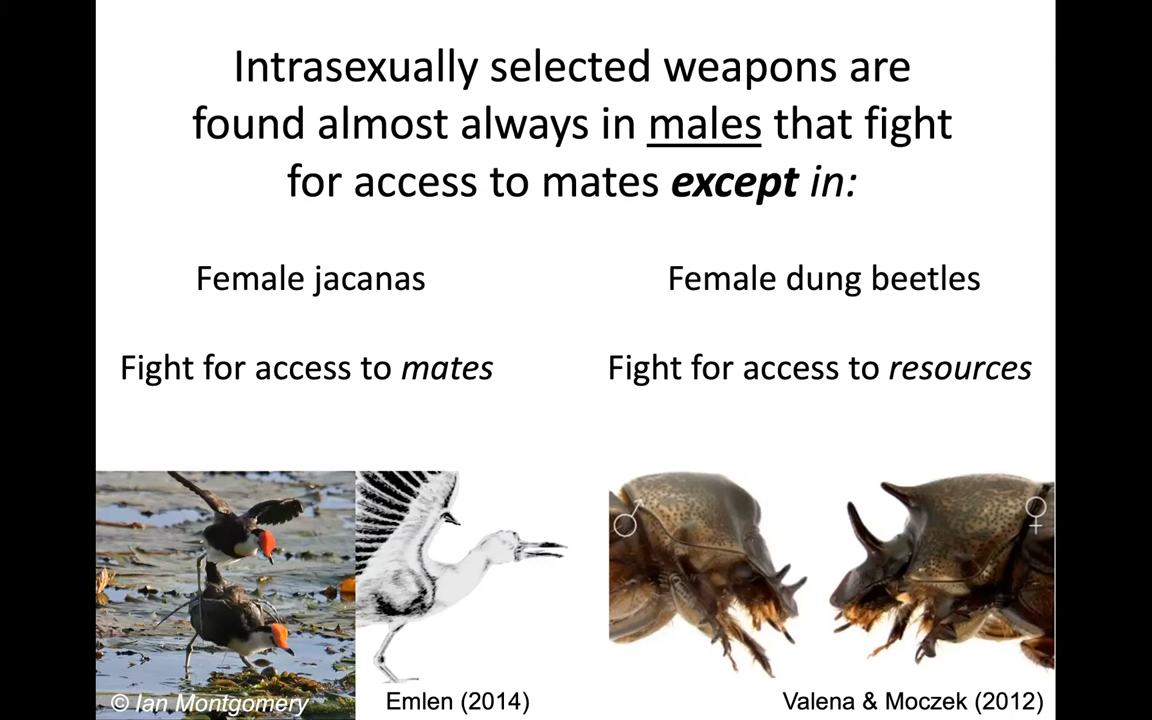 Intrasexually selected weapons are
found almost always in males that fight
for access to mates except in:
Female jacanas
Female dung beetles
Fight for access to mates
Fight for access to resources
♂
♀
© Ian Montgomery
Emlen (2014)
Valena & Moczek (2012)